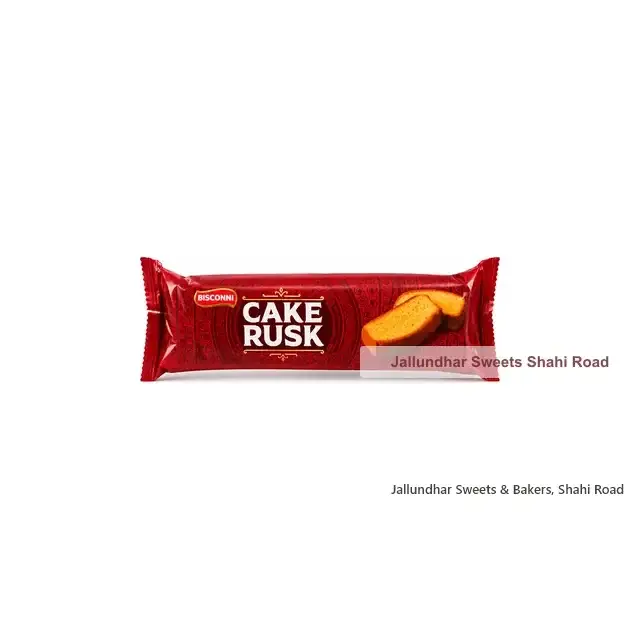 BISCONNI
CAKE
RUSK
Jallundhar Sweets Shahi Road
Jallundhar Sweets & Bakers, Shahi Road